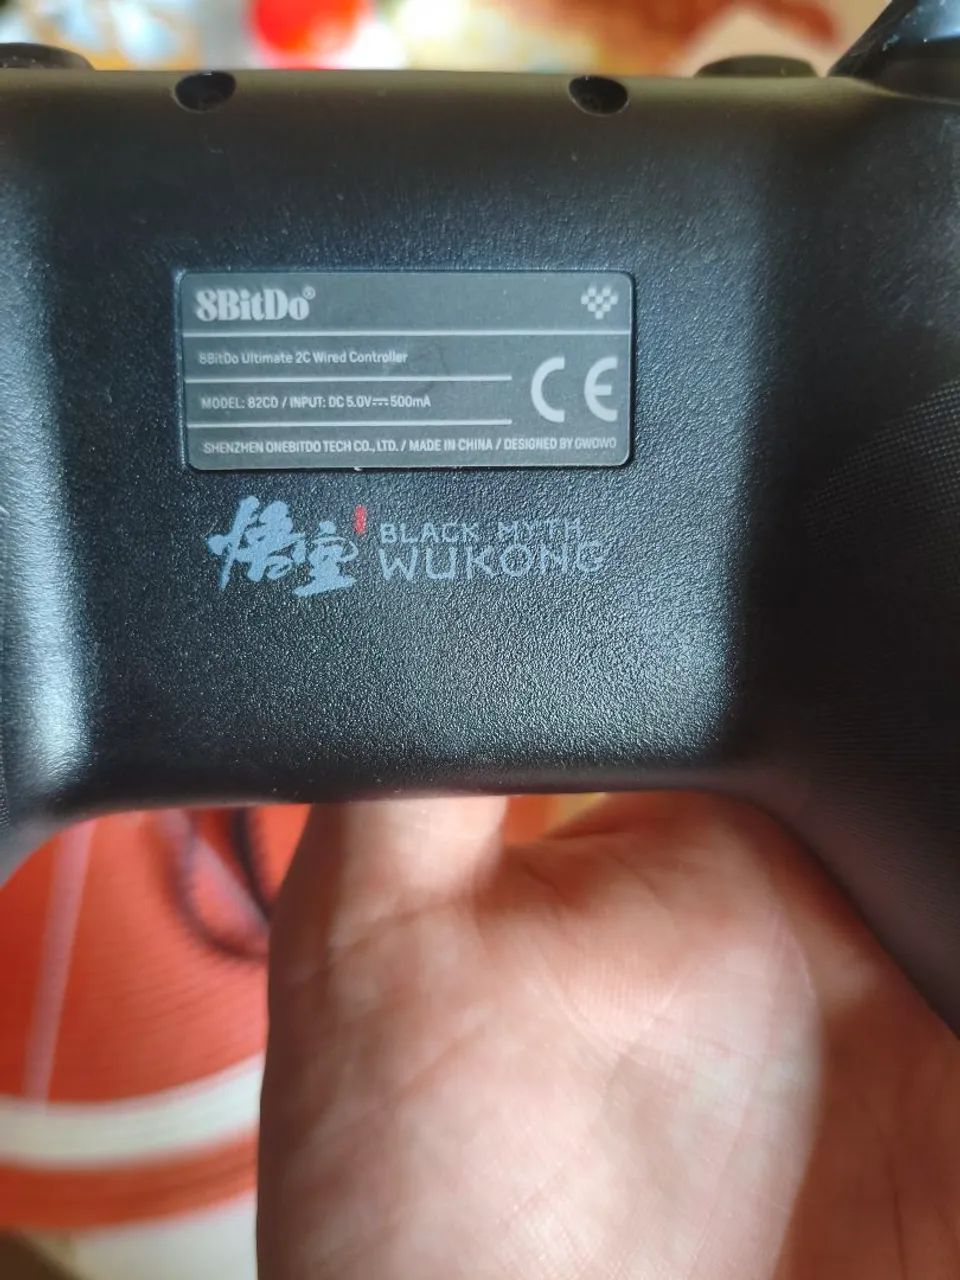 8BitDo®
8BitDo Ultimate 2C Wired Controller
MODEL: 82CD / INPUT: DC 5.0V⎓500mA
CE
SHENZHEN ONEBITDO TECH CO., LTD. / MADE IN CHINA / DESIGNED BY GWOWO
悟空
BLACK MYTH
WUKONG